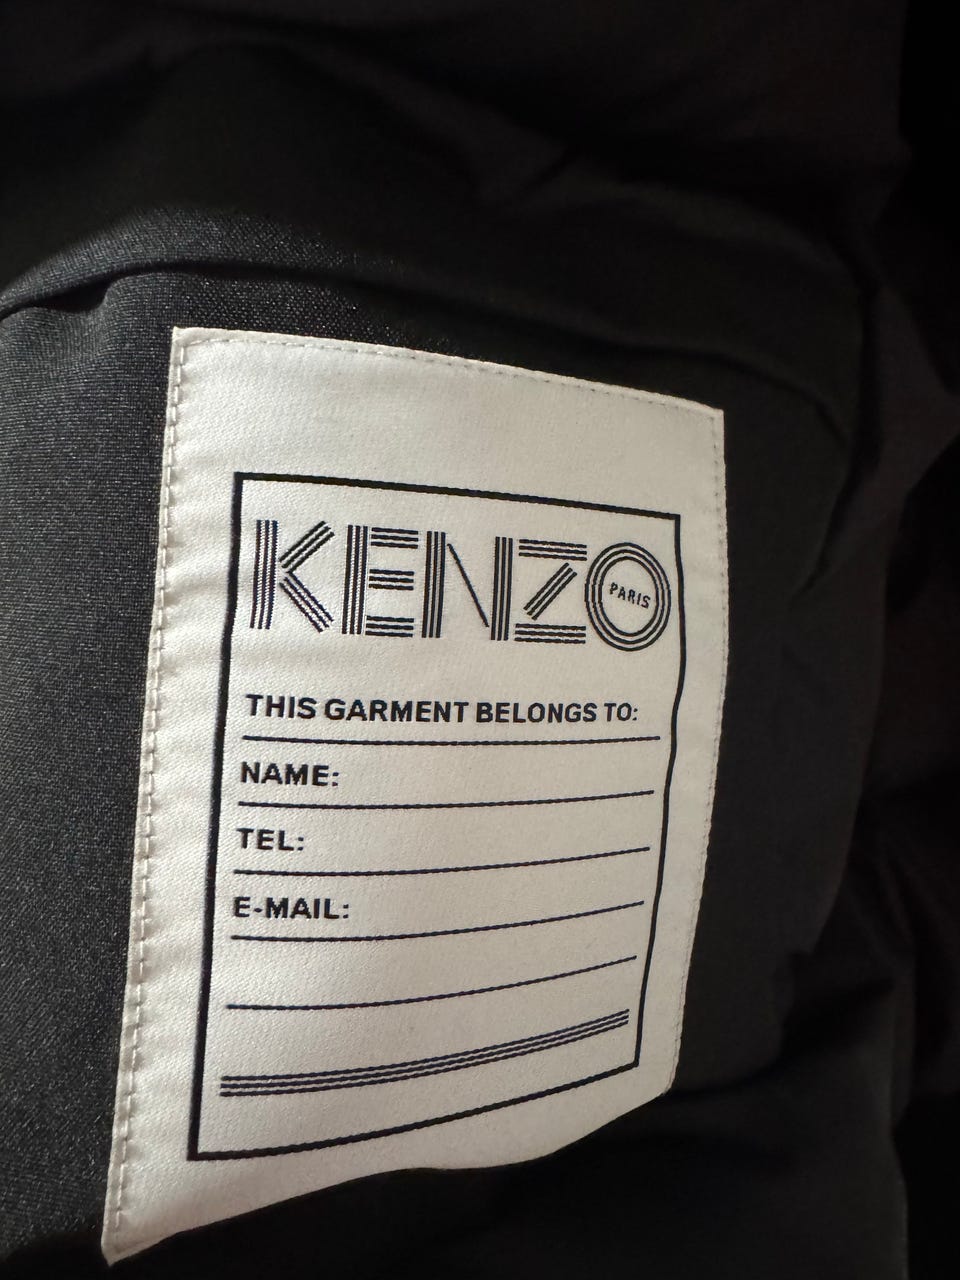 KENZO
PARIS
THIS GARMENT BELONGS TO:
NAME:
TEL:
E-MAIL: